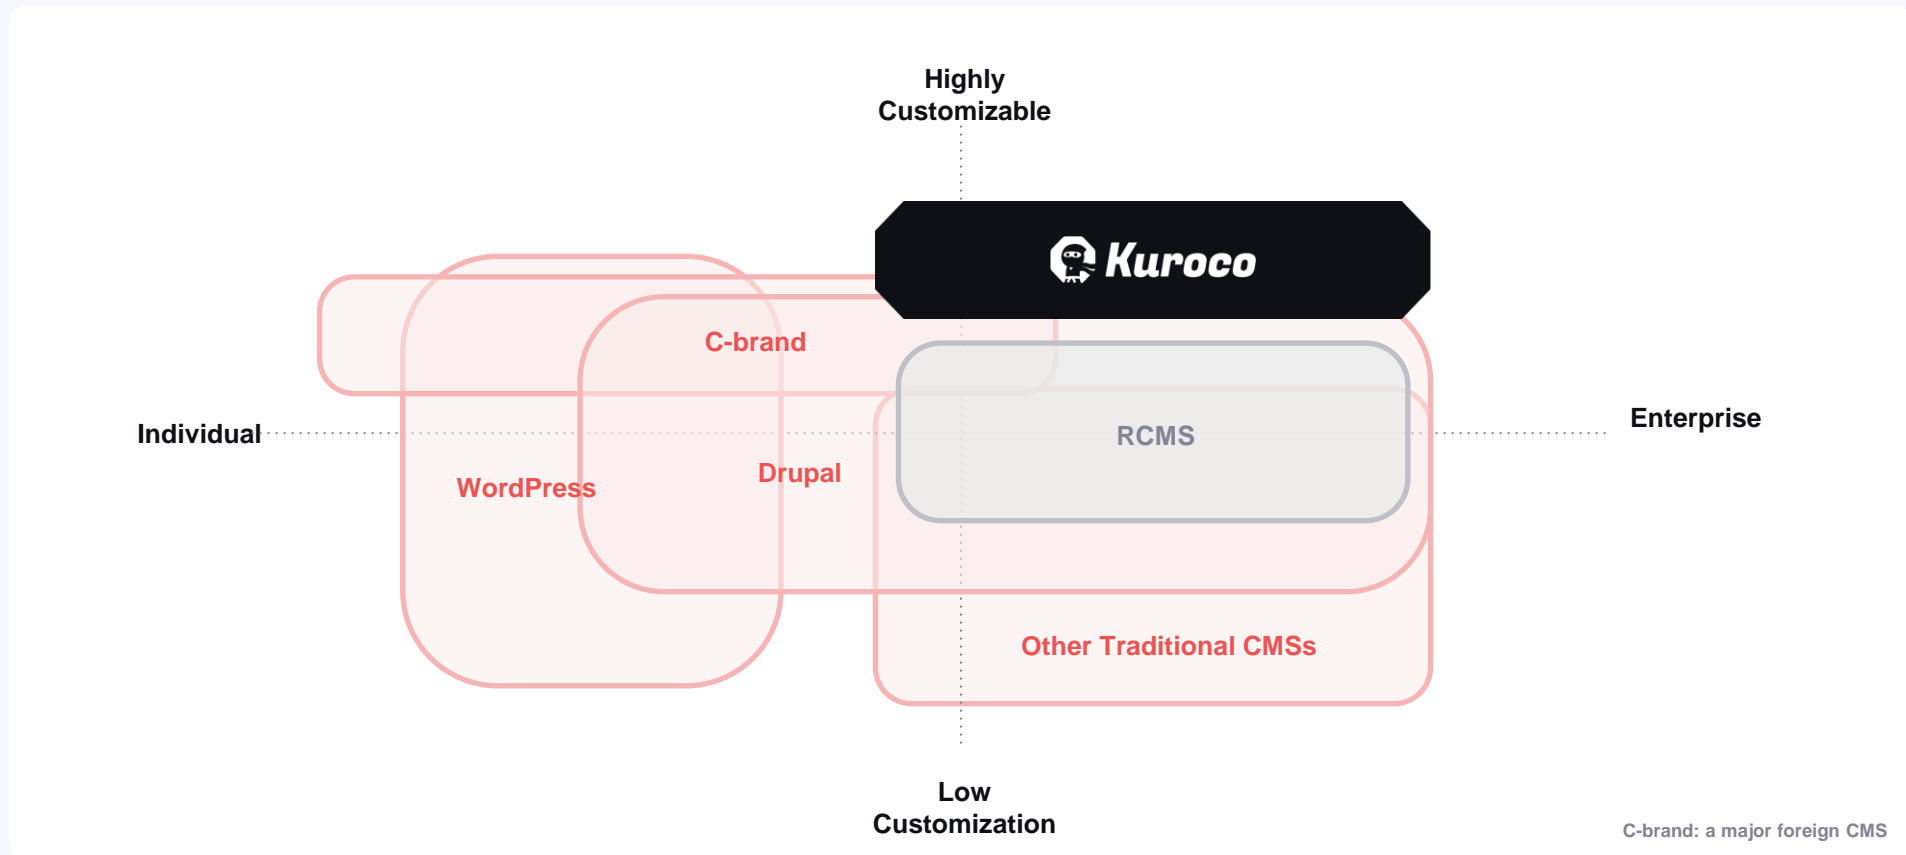 Highly
Customizable
Kuroco
C-brand
Individual
Enterprise
RCMS
WordPress
Drupal
Other Traditional CMSs
Low
Customization
C-brand: a major foreign CMS